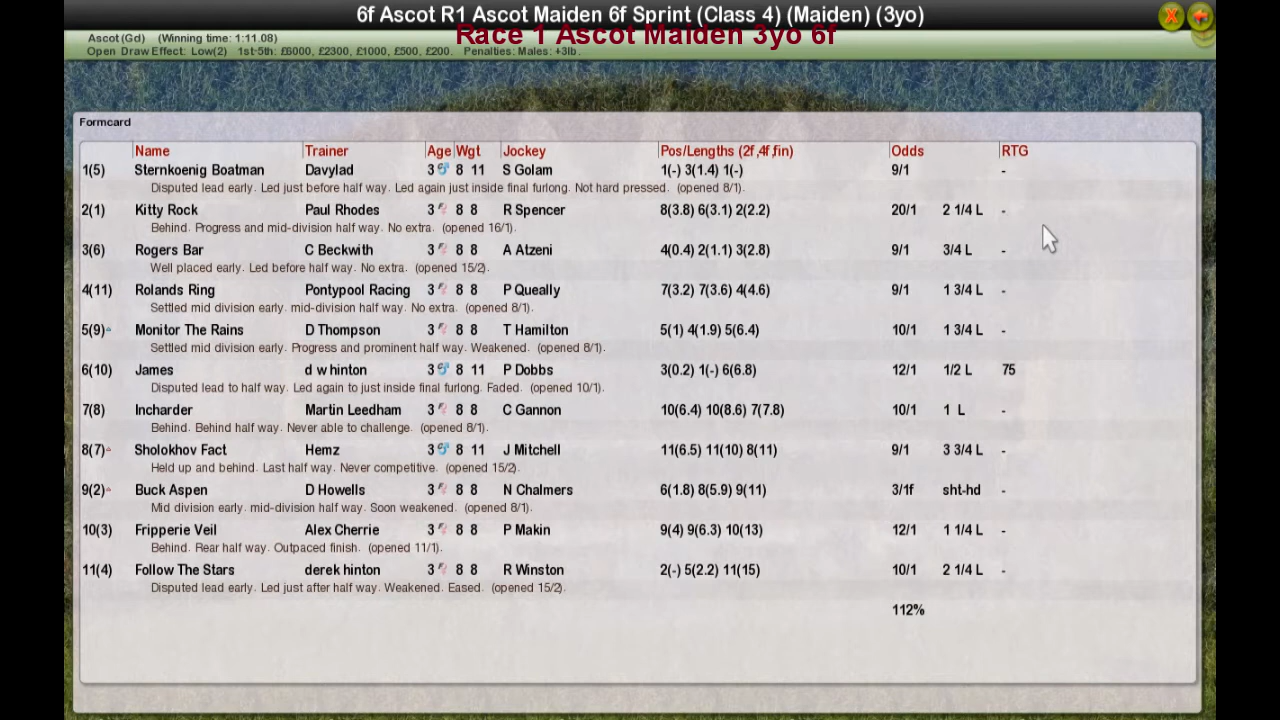 6f Ascot R1 Ascot Maiden 6f Sprint (Class 4) (Maiden) (3yo)
Race 1 Ascot Maiden 3yo 6f
Ascot (Gd) (Winning time: 1:11.08)
Open Draw Effect: Low(2) 1st-5th: £6000, £2300, £1000, £500, £200. Penalties: Males: +3lb.
Formcard
Name Trainer Age Wgt Jockey Pos/Lengths (2f,4f,fin) Odds RTG
1(5) Sternkoenig Boatman Davylad 3 8 11 S Golam 1(-) 3(1.4) 1(-) 9/1 -
Disputed lead early. Led just before half way. Led again just inside final furlong. Not hard pressed. (opened 8/1).
2(1) Kitty Rock Paul Rhodes 3 8 8 R Spencer 8(3.8) 6(3.1) 2(2.2) 20/1 2 1/4 L -
Behind. Progress and mid-division half way. No extra. (opened 16/1).
3(6) Rogers Bar C Beckwith 3 8 8 A Atzeni 4(0.4) 2(1.1) 3(2.8) 9/1 3/4 L -
Well placed early. Led before half way. No extra. (opened 15/2).
4(11) Rolands Ring Pontypool Racing 3 8 8 P Queally 7(3.2) 7(3.6) 4(4.6) 9/1 1 3/4 L -
Settled mid division early. mid-division half way. No extra. (opened 8/1).
5(9) Monitor The Rains D Thompson 3 8 8 T Hamilton 5(1) 4(1.9) 5(6.4) 10/1 1 3/4 L -
Settled mid division early. Progress and prominent half way. Weakened. (opened 8/1).
6(10) James d w hinton 3 8 11 P Dobbs 3(0.2) 1(-) 6(6.8) 12/1 1/2 L 75
Disputed lead to half way. Led again to just inside final furlong. Faded. (opened 10/1).
7(8) Incharder Martin Leedham 3 8 8 C Gannon 10(6.4) 10(8.6) 7(7.8) 10/1 1 L -
Behind. Behind half way. Never able to challenge. (opened 8/1).
8(7) Sholokhov Fact Hemz 3 8 11 J Mitchell 11(6.5) 11(10) 8(11) 9/1 3 3/4 L -
Held up and behind. Last half way. Never competitive. (opened 15/2).
9(2) Buck Aspen D Howells 3 8 8 N Chalmers 6(1.8) 8(5.9) 9(11) 3/1f sht-hd -
Mid division early. mid-division half way. Soon weakened. (opened 8/1).
10(3) Fripperie Veil Alex Cherrie 3 8 8 P Makin 9(4) 9(6.3) 10(13) 12/1 1 1/4 L -
Behind. Rear half way. Outpaced finish. (opened 11/1).
11(4) Follow The Stars derek hinton 3 8 8 R Winston 2(-) 5(2.2) 11(15) 10/1 2 1/4 L -
Disputed lead early. Led just after half way. Weakened. Eased. (opened 15/2).
112%